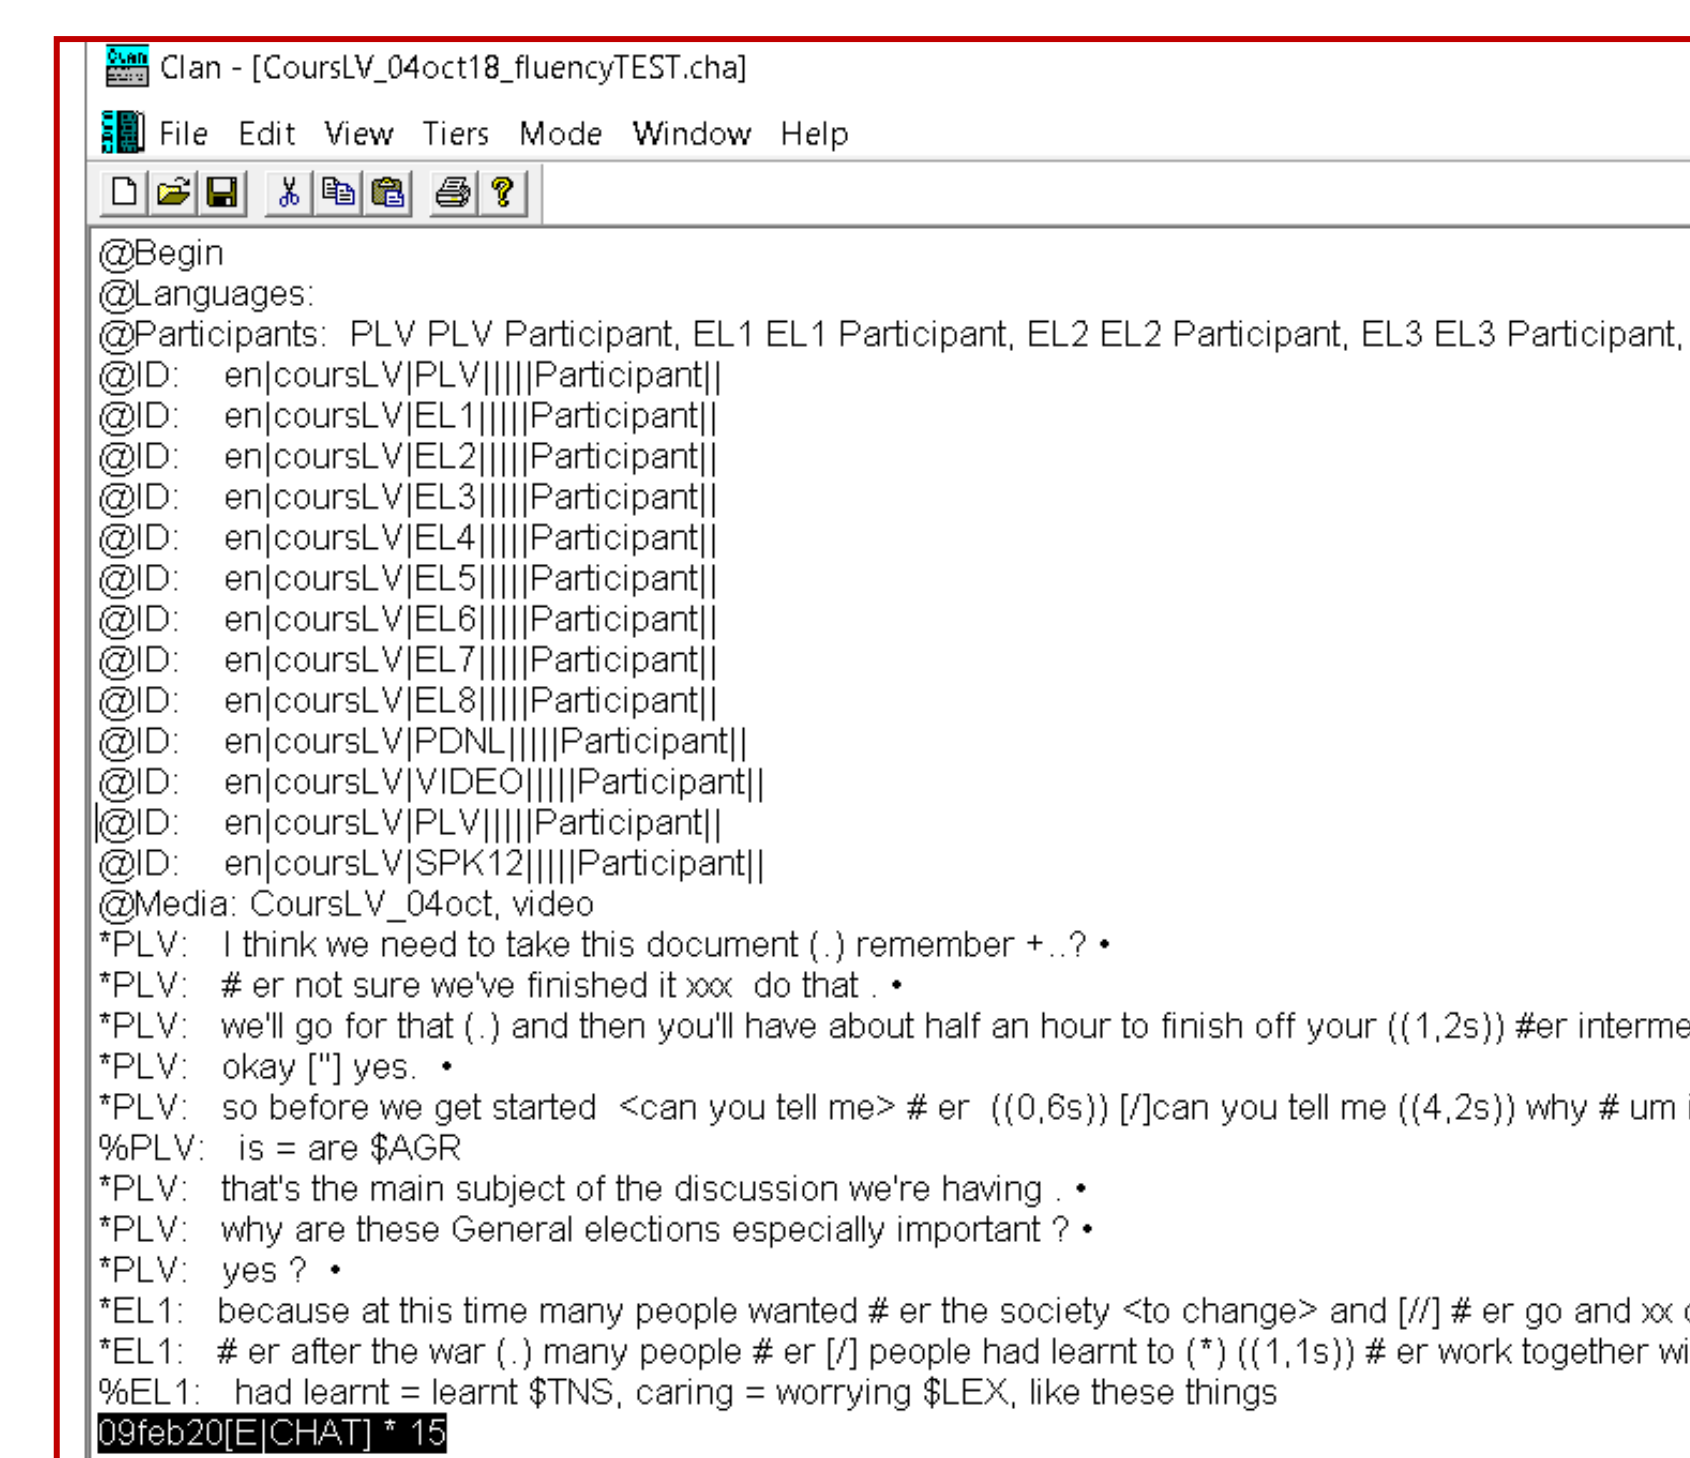 Clan - [CoursLV_04oct18_fluencyTEST.cha]
File Edit View Tiers Mode Window Help
@Begin
@Languages:
@Participants: PLV PLV Participant, EL1 EL1 Participant, EL2 EL2 Participant, EL3 EL3 Participant,
@ID: en|coursLV|PLV|||||Participant||
@ID: en|coursLV|EL1|||||Participant||
@ID: en|coursLV|EL2|||||Participant||
@ID: en|coursLV|EL3|||||Participant||
@ID: en|coursLV|EL4|||||Participant||
@ID: en|coursLV|EL5|||||Participant||
@ID: en|coursLV|EL6|||||Participant||
@ID: en|coursLV|EL7|||||Participant||
@ID: en|coursLV|EL8|||||Participant||
@ID: en|coursLV|PDNL|||||Participant||
@ID: en|coursLV|VIDEO|||||Participant||
@ID: en|coursLV|PLV|||||Participant||
@ID: en|coursLV|SPK12|||||Participant||
@Media: CoursLV_04oct, video
*PLV: I think we need to take this document (.) remember +..? •
*PLV: # er not sure we've finished it xxx do that . •
*PLV: we'll go for that (.) and then you'll have about half an hour to finish off your ((1,2s)) #er interme
*PLV: okay ["] yes. •
*PLV: so before we get started <can you tell me> # er ((0,6s)) [/]can you tell me ((4,2s)) why # um
%PLV: is = are $AGR
*PLV: that's the main subject of the discussion we're having . •
*PLV: why are these General elections especially important ? •
*PLV: yes ? •
*EL1: because at this time many people wanted # er the society <to change> and [//] # er go and xx
*EL1: # er after the war (.) many people # er [/] people had learnt to (*) ((1,1s)) # er work together wi
%EL1: had learnt = learnt $TNS, caring = worrying $LEX, like these things
09feb20[E|CHAT] * 15